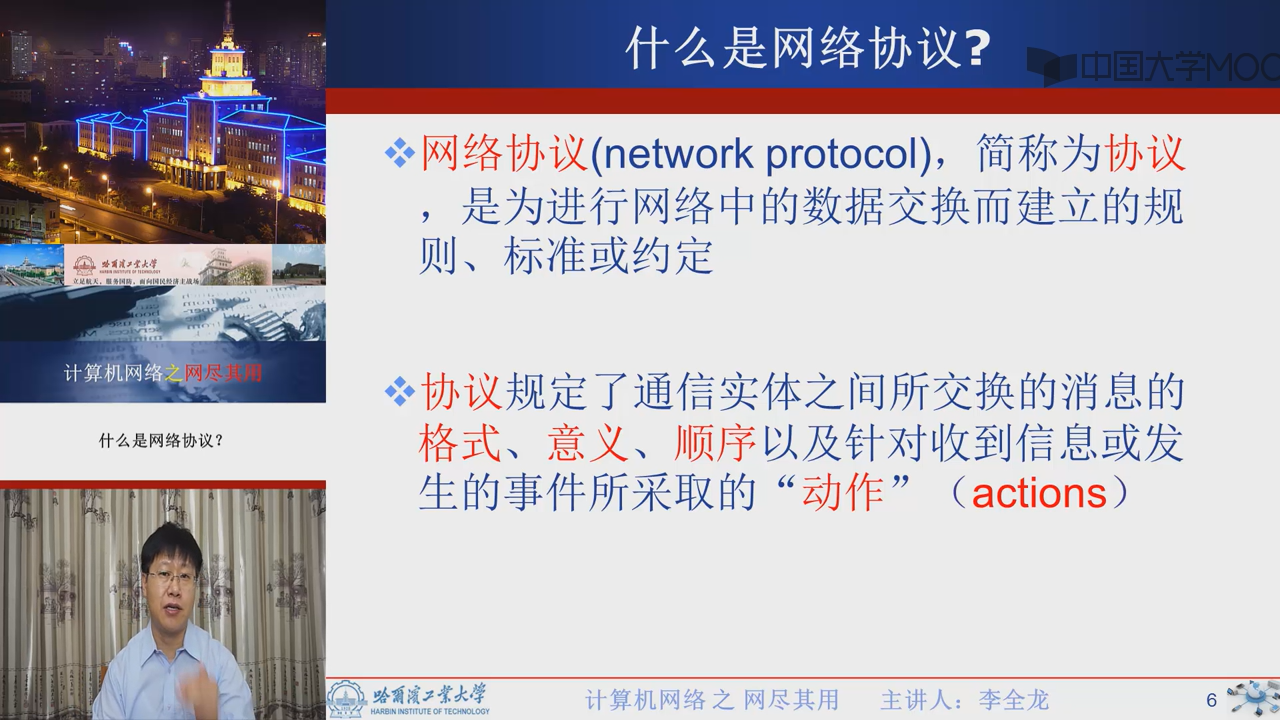 什么是网络协议?
中国大学MOOC
网络协议(network protocol)，简称为协议
，是为进行网络中的数据交换而建立的规
则、标准或约定
协议规定了通信实体之间所交换的消息的
格式、意义、顺序以及针对收到信息或发
生的事件所采取的“动作”（actions）
哈尔滨工业大学
HARBIN INSTITUTE OF TECHNOLOGY
计算机网络 之 网尽其用
主讲人：李全龙
6
哈尔滨工业大学
HARBIN INSTITUTE OF TECHNOLOGY
立足航天，服务国防，面向国民经济主战场
计算机网络之网尽其用
什么是网络协议？